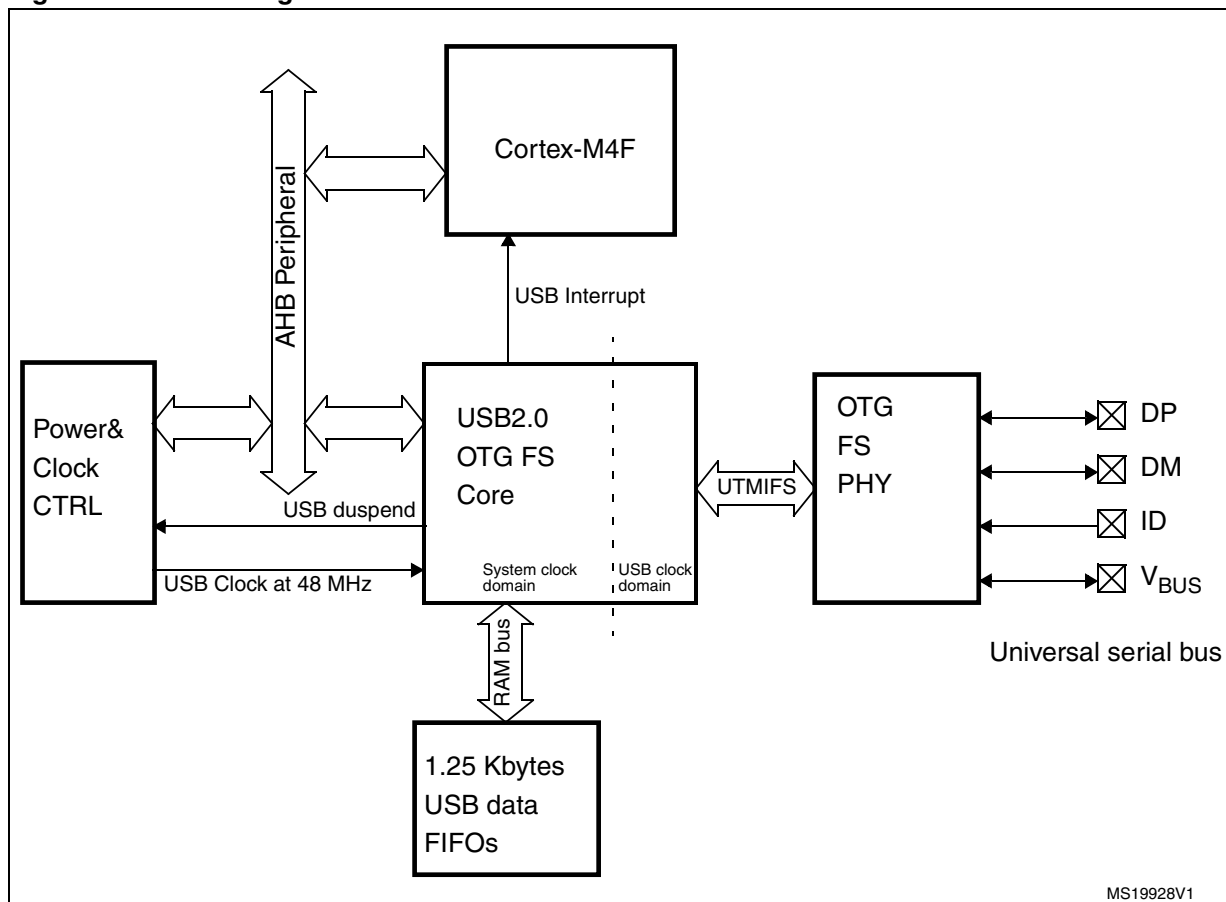 Cortex-M4F
AHB Peripheral
USB Interrupt
Power&
Clock
CTRL
USB2.0
OTG FS
Core
OTG
FS
PHY
DP
DM
ID
VBUS
UTMIFS
USB duspend
USB Clock at 48 MHz
System clock
domain
USB clock
domain
Universal serial bus
RAM bus
1.25 Kbytes
USB data
FIFOs
MS19928V1